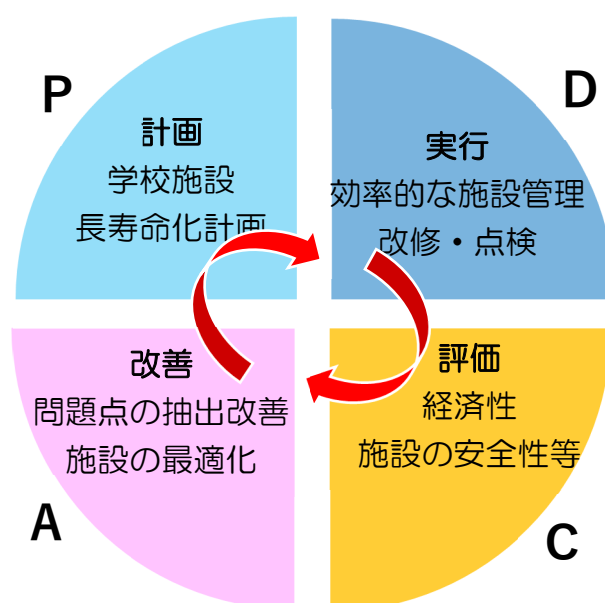 P
計画
学校施設
長寿命化計画
D
実行
効率的な施設管理
改修・点検
評価
経済性
施設の安全性等
C
改善
問題点の抽出改善
施設の最適化
A